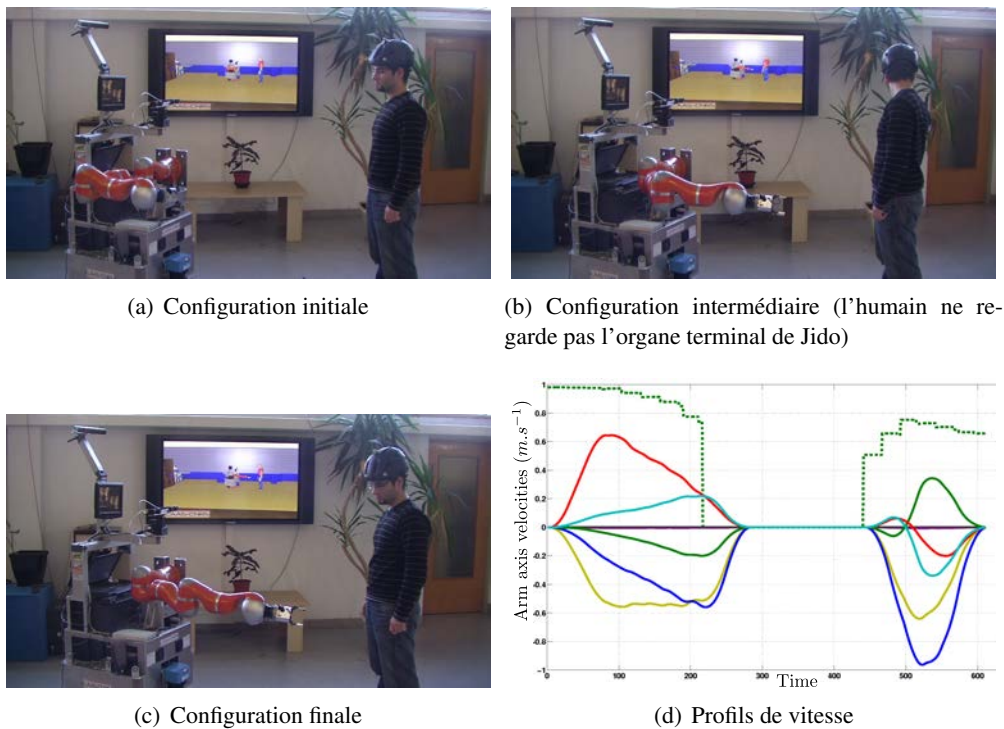 (a) Configuration initiale
(b) Configuration intermédiaire (l'humain ne re-
garde pas l'organe terminal de Jido)
1
0.8
0.6
0.4
0.2
0
-0.2
-0.4
-0.6
-0.8
-1
Arm axis velocities (m.s⁻¹)
0
100
200
300
400
500
600
Time
(c) Configuration finale
(d) Profils de vitesse